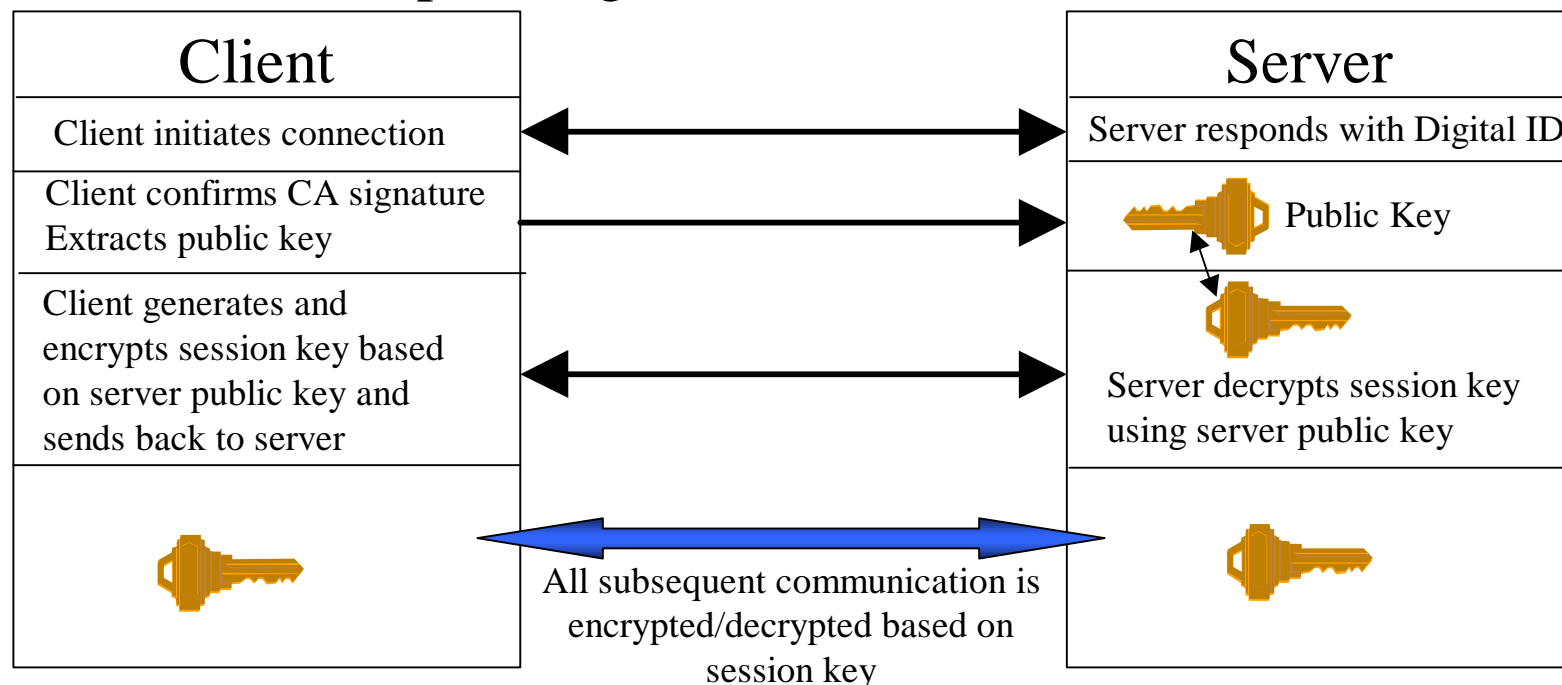 Client
Server
Client initiates connection
Server responds with Digital ID
Client confirms CA signature
Extracts public key
Public Key
Client generates and
encrypts session key based
on server public key and
sends back to server
Server decrypts session key
using server public key
All subsequent communication is
encrypted/decrypted based on
session key